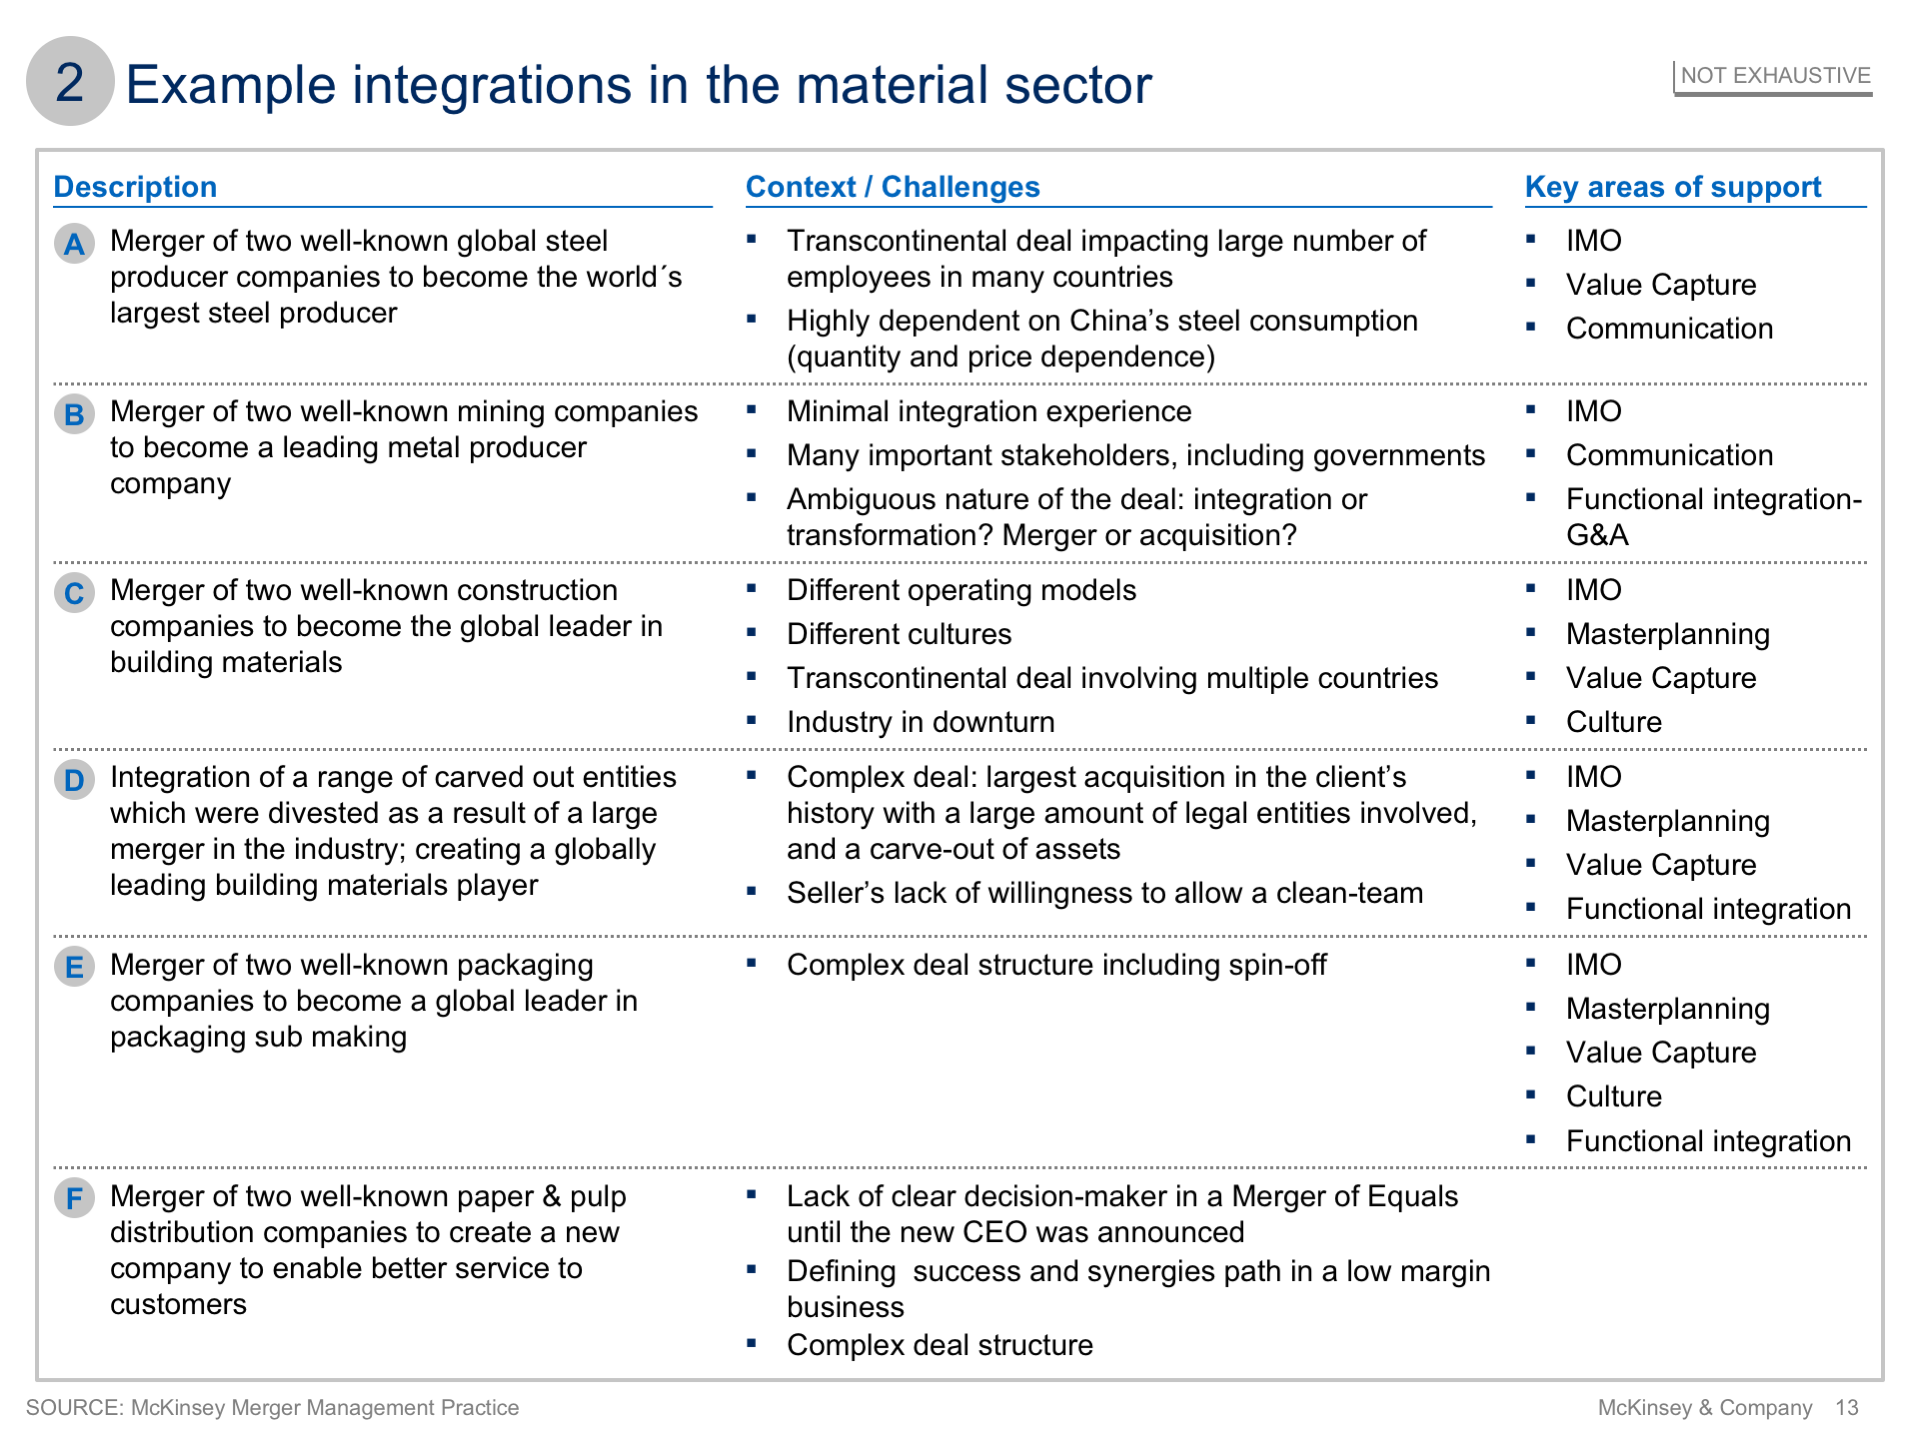 2
Example integrations in the material sector
NOT EXHAUSTIVE
Description
Context / Challenges
Key areas of support
A
Merger of two well-known global steel
producer companies to become the world´s
largest steel producer
▪ Transcontinental deal impacting large number of
employees in many countries
▪ Highly dependent on China’s steel consumption
(quantity and price dependence)
▪ IMO
▪ Value Capture
▪ Communication
B
Merger of two well-known mining companies
to become a leading metal producer
company
▪ Minimal integration experience
▪ Many important stakeholders, including governments
▪ Ambiguous nature of the deal: integration or
transformation? Merger or acquisition?
▪ IMO
▪ Communication
▪ Functional integration-
G&A
C
Merger of two well-known construction
companies to become the global leader in
building materials
▪ Different operating models
▪ Different cultures
▪ Transcontinental deal involving multiple countries
▪ Industry in downturn
▪ IMO
▪ Masterplanning
▪ Value Capture
▪ Culture
D
Integration of a range of carved out entities
which were divested as a result of a large
merger in the industry; creating a globally
leading building materials player
▪ Complex deal: largest acquisition in the client’s
history with a large amount of legal entities involved,
and a carve-out of assets
▪ Seller’s lack of willingness to allow a clean-team
▪ IMO
▪ Masterplanning
▪ Value Capture
▪ Functional integration
E
Merger of two well-known packaging
companies to become a global leader in
packaging sub making
▪ Complex deal structure including spin-off
▪ IMO
▪ Masterplanning
▪ Value Capture
▪ Culture
▪ Functional integration
F
Merger of two well-known paper & pulp
distribution companies to create a new
company to enable better service to
customers
▪ Lack of clear decision-maker in a Merger of Equals
until the new CEO was announced
▪ Defining  success and synergies path in a low margin
business
▪ Complex deal structure
SOURCE: McKinsey Merger Management Practice
McKinsey & Company 13